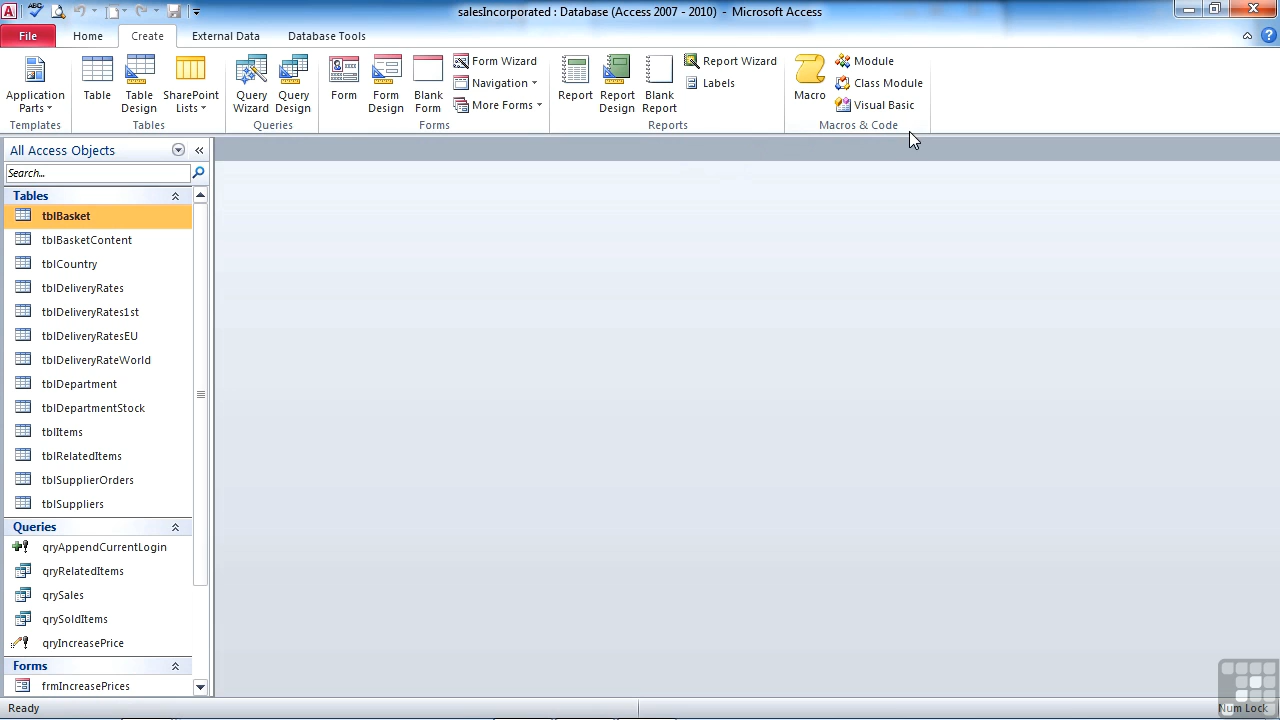 salesIncorporated : Database (Access 2007 - 2010) - Microsoft Access
File Home Create External Data Database Tools
Application Parts
Templates
Table
Table Design
SharePoint Lists
Tables
Query Wizard
Query Design
Queries
Form
Form Design
Blank Form
Form Wizard
Navigation
More Forms
Forms
Report
Report Design
Blank Report
Report Wizard
Labels
Reports
Macro
Module
Class Module
Visual Basic
Macros & Code
All Access Objects
Search...
Tables
tblBasket
tblBasketContent
tblCountry
tblDeliveryRates
tblDeliveryRates1st
tblDeliveryRatesEU
tblDeliveryRateWorld
tblDepartment
tblDepartmentStock
tblItems
tblRelatedItems
tblSupplierOrders
tblSuppliers
Queries
qryAppendCurrentLogin
qryRelatedItems
qrySales
qrySoldItems
qryIncreasePrice
Forms
frmIncreasePrices
Ready
Num Lock